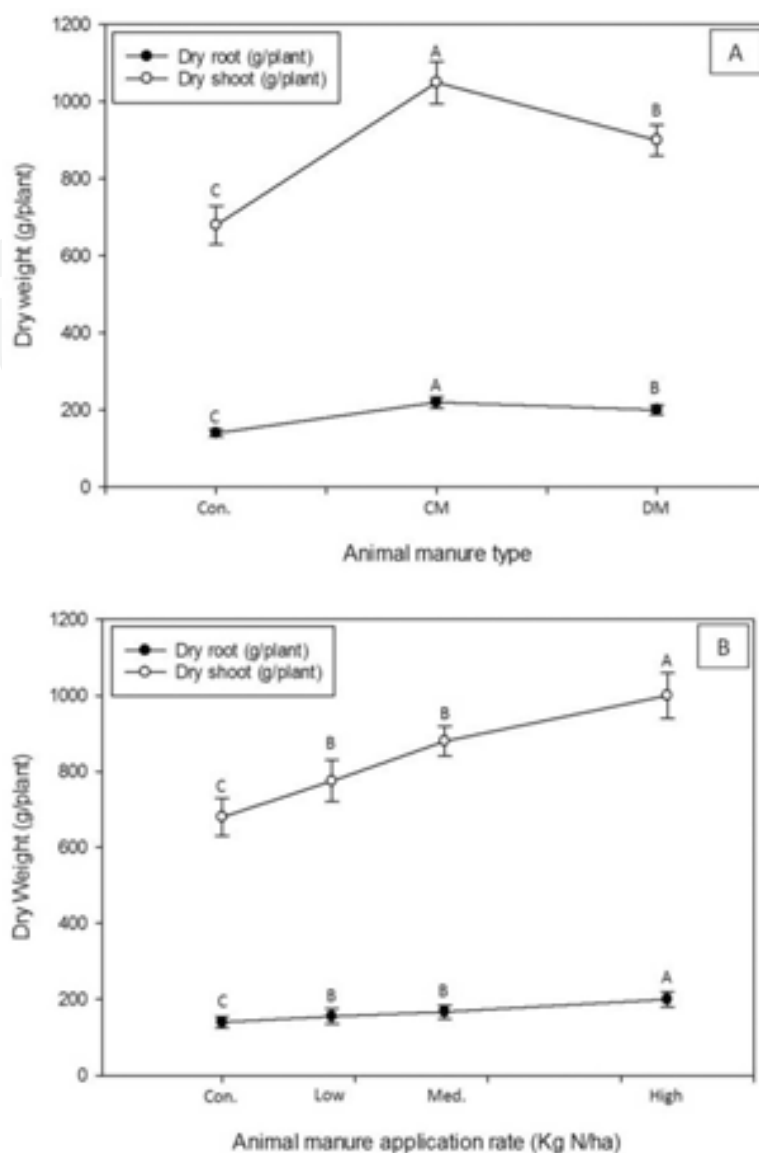 1200
1000
800
600
400
200
0
Dry weight (g/plant)
Dry root (g/plant)
Dry shoot (g/plant)
A
C
A
B
C
A
B
Con.
CM
DM
Animal manure type
1200
1000
800
600
400
200
0
Dry Weight (g/plant)
Dry root (g/plant)
Dry shoot (g/plant)
B
C
B
B
A
C
B
B
A
Con.
Low
Med.
High
Animal manure application rate (Kg N/ha)